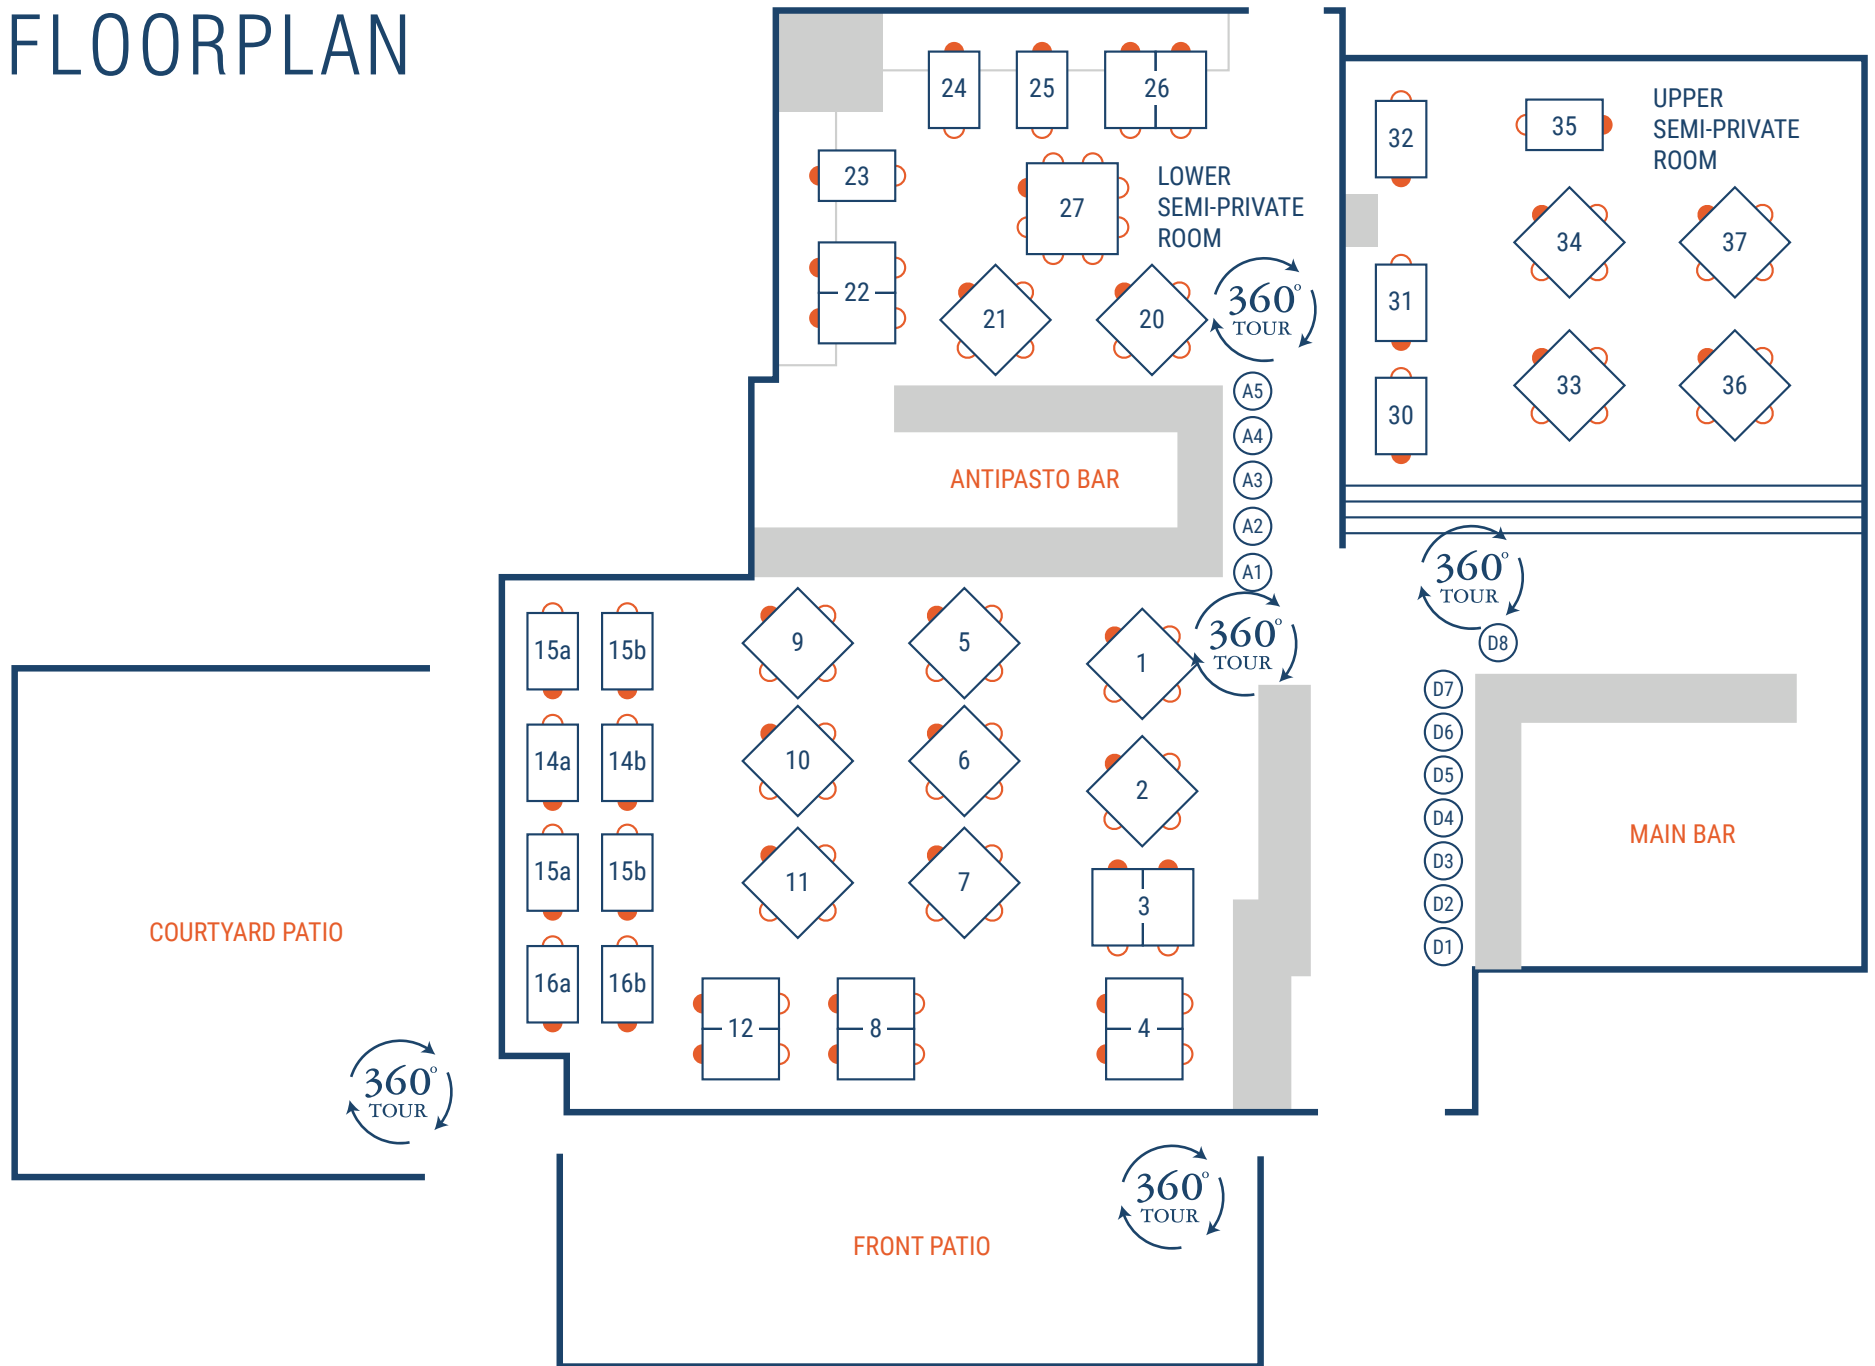 FLOORPLAN
24
25
26
23
27
22
21
20
LOWER
SEMI-PRIVATE
ROOM
360°
TOUR
32
35
UPPER
SEMI-PRIVATE
ROOM
34
37
31
33
36
30
A5
A4
A3
A2
A1
ANTIPASTO BAR
360°
TOUR
360°
TOUR
D8
D7
D6
D5
D4
D3
D2
D1
MAIN BAR
15a
15b
9
5
1
14a
14b
10
6
2
15a
15b
11
7
3
16a
16b
12
8
4
COURTYARD PATIO
360°
TOUR
FRONT PATIO
360°
TOUR